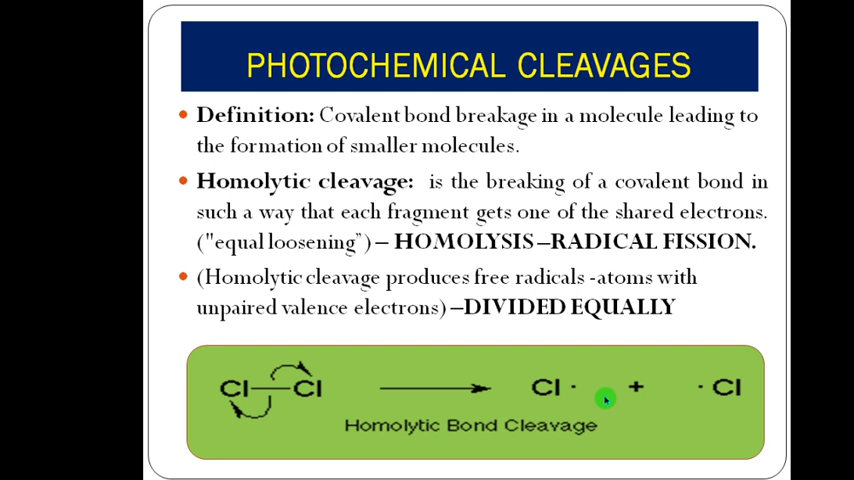 PHOTOCHEMICAL CLEAVAGES
• Definition: Covalent bond breakage in a molecule leading to
the formation of smaller molecules.
• Homolytic cleavage: is the breaking of a covalent bond in
such a way that each fragment gets one of the shared electrons.
("equal loosening") – HOMOLYSIS –RADICAL FISSION.
• (Homolytic cleavage produces free radicals -atoms with
unpaired valence electrons) –DIVIDED EQUALLY
Cl—Cl ⟶ Cl · + · Cl
Homolytic Bond Cleavage